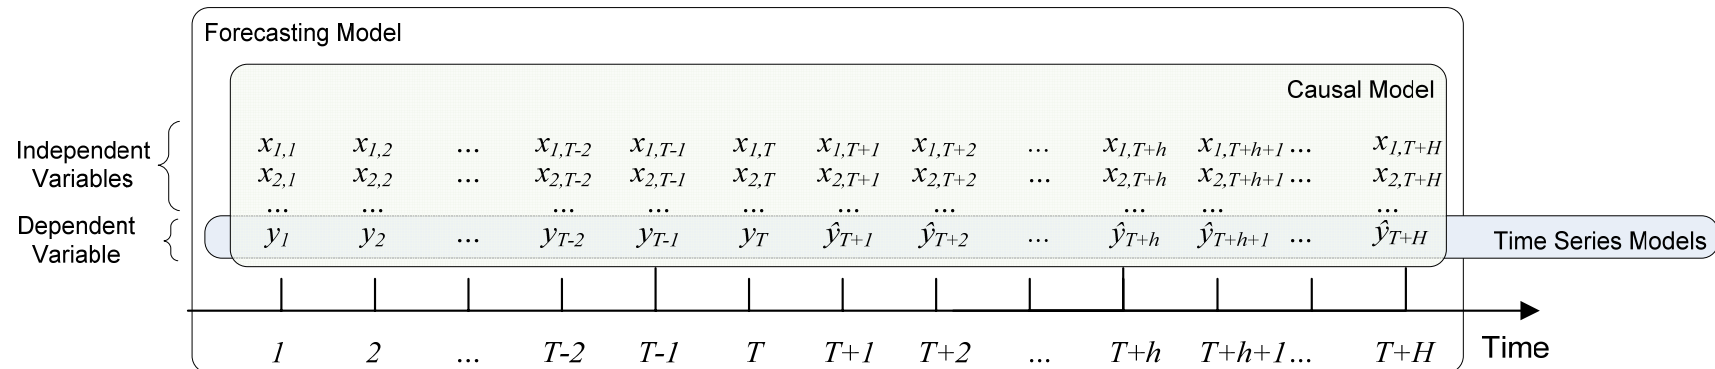 Forecasting Model
Causal Model
Independent
Variables
x1,1 x1,2 ... x1,T-2 x1,T-1 x1,T x1,T+1 x1,T+2 ... x1,T+h x1,T+h+1 ... x1,T+H
x2,1 x2,2 ... x2,T-2 x2,T-1 x2,T x2,T+1 x2,T+2 ... x2,T+h x2,T+h+1 ... x2,T+H
... ... ... ... ... ... ... ... ... ...
Dependent
Variable
y1 y2 ... yT-2 yT-1 yT ŷT+1 ŷT+2 ... ŷT+h ŷT+h+1 ... ŷT+H
Time Series Models
1 2 ... T-2 T-1 T T+1 T+2 ... T+h T+h+1 ... T+H
Time